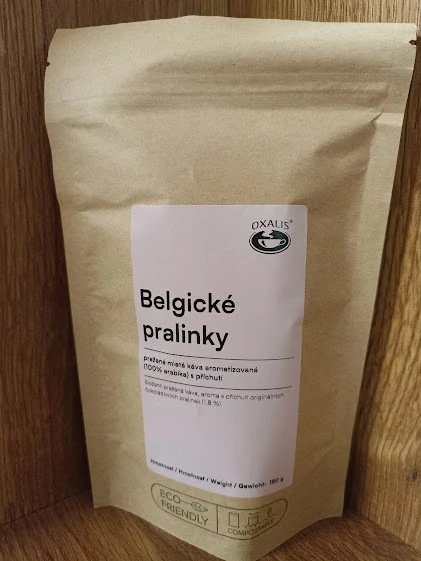 OXALIS®
Belgické
pralinky
pražená mletá káva aromatizovaná
(100% arabika) s příchutí
Složení: pražená káva, aroma s příchutí originálních
čokoládových pralinek (1,8 %)
Hmotnost / Hmotnosť / Weight / Gewicht: 150 g
ECO
FRIENDLY
COMPOSTABLE